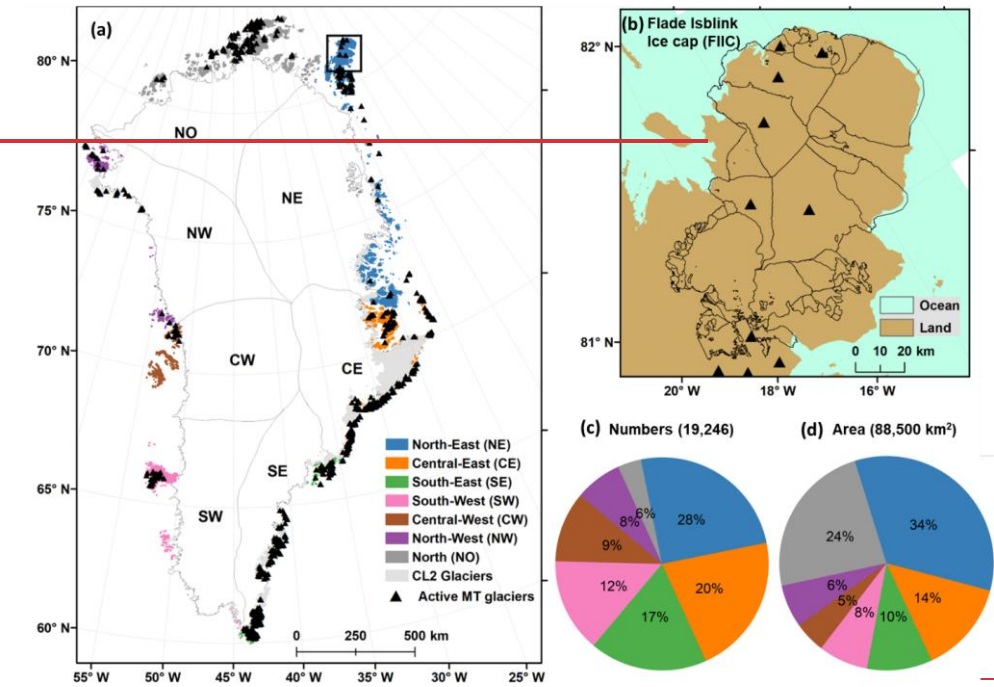 (a)
80° N
75° N
70° N
65° N
60° N
NO
NE
NW
CW
CE
SE
SW
North-East (NE)
Central-East (CE)
South-East (SE)
South-West (SW)
Central-West (CW)
North-West (NW)
North (NO)
CL2 Glaciers
Active MT glaciers
0 250 500 km
55° W 50° W 45° W 40° W 35° W 30° W 25° W
(b) Flade Isblink
Ice cap (FIIC)
82° N
81° N
Ocean
Land
0 10 20 km
20° W 18° W 16° W
(c) Numbers (19,246)
28%
20%
17%
12%
9%
8%
6%
(d) Area (88,500 km²)
34%
14%
10%
8%
5%
6%
24%